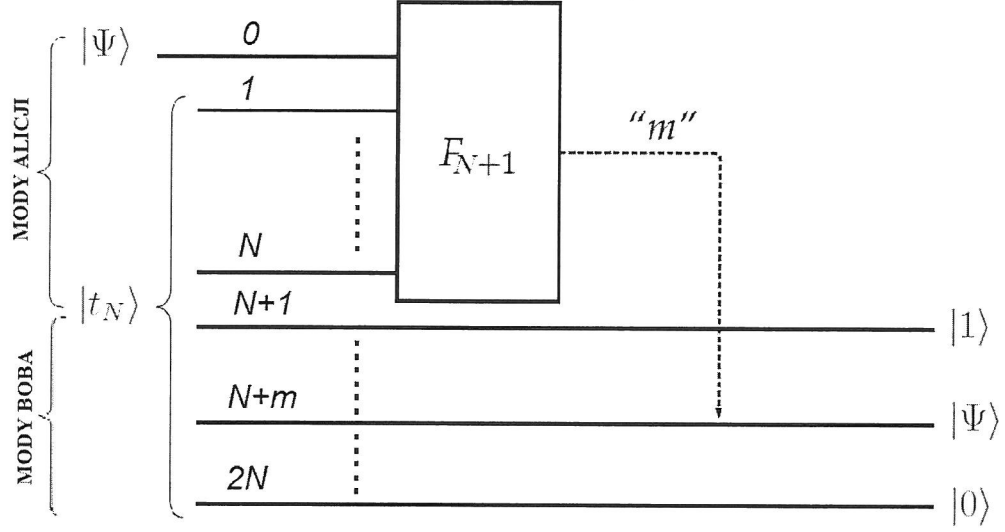 |Ψ⟩
0
1
MODY ALICJI
F_{N+1}
“m”
N
|t_N⟩
N+1
|1⟩
MODY BOBA
N+m
|Ψ⟩
2N
|0⟩